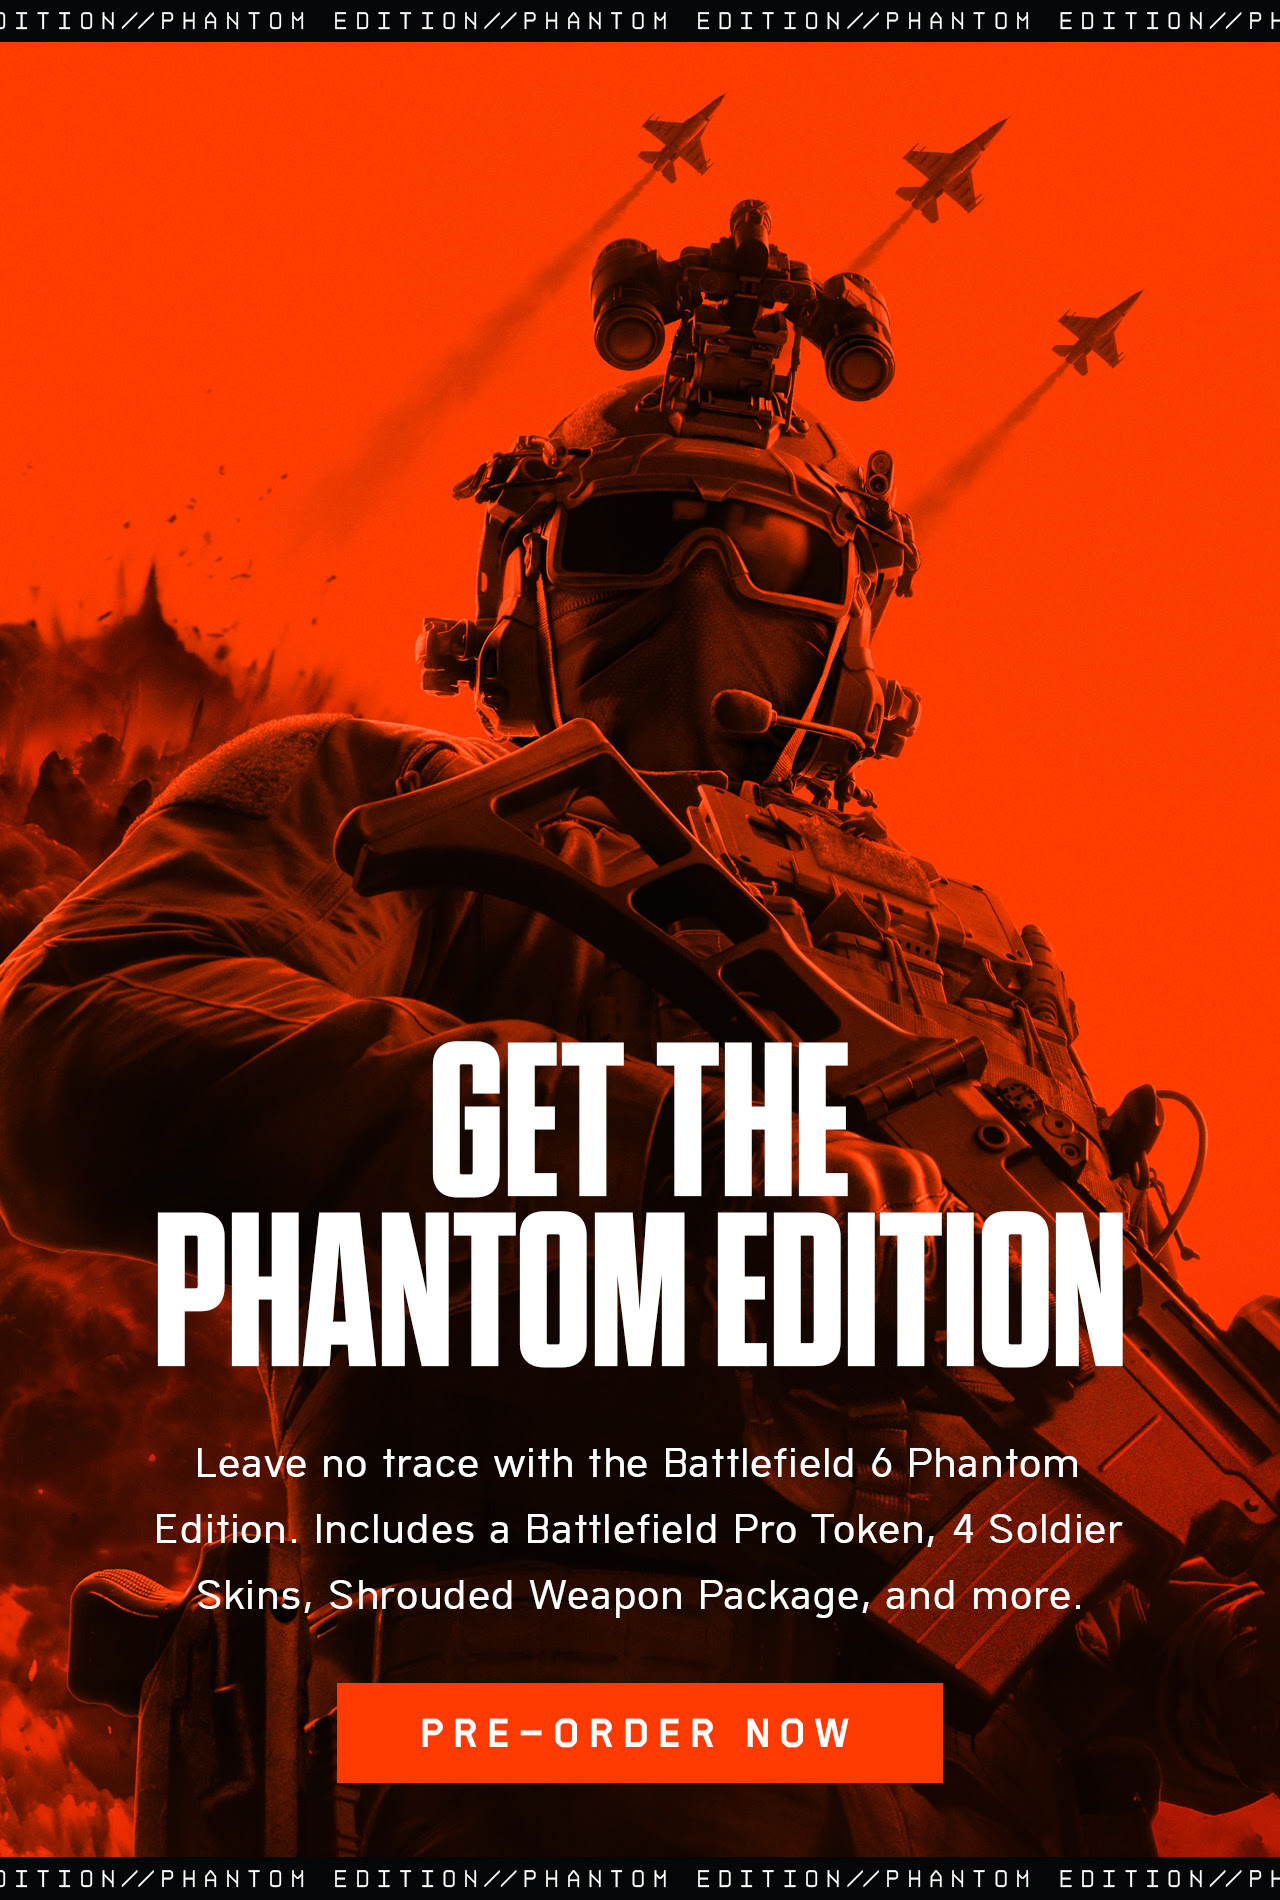 DITION//PHANTOM EDITION//PHANTOM EDITION//PHANTOM EDITION//PH
GET THE
PHANTOM EDITION
Leave no trace with the Battlefield 6 Phantom
Edition. Includes a Battlefield Pro Token, 4 Soldier
Skins, Shrouded Weapon Package, and more.
PRE–ORDER NOW
DITION//PHANTOM EDITION//PHANTOM EDITION//PHANTOM EDITION//PH